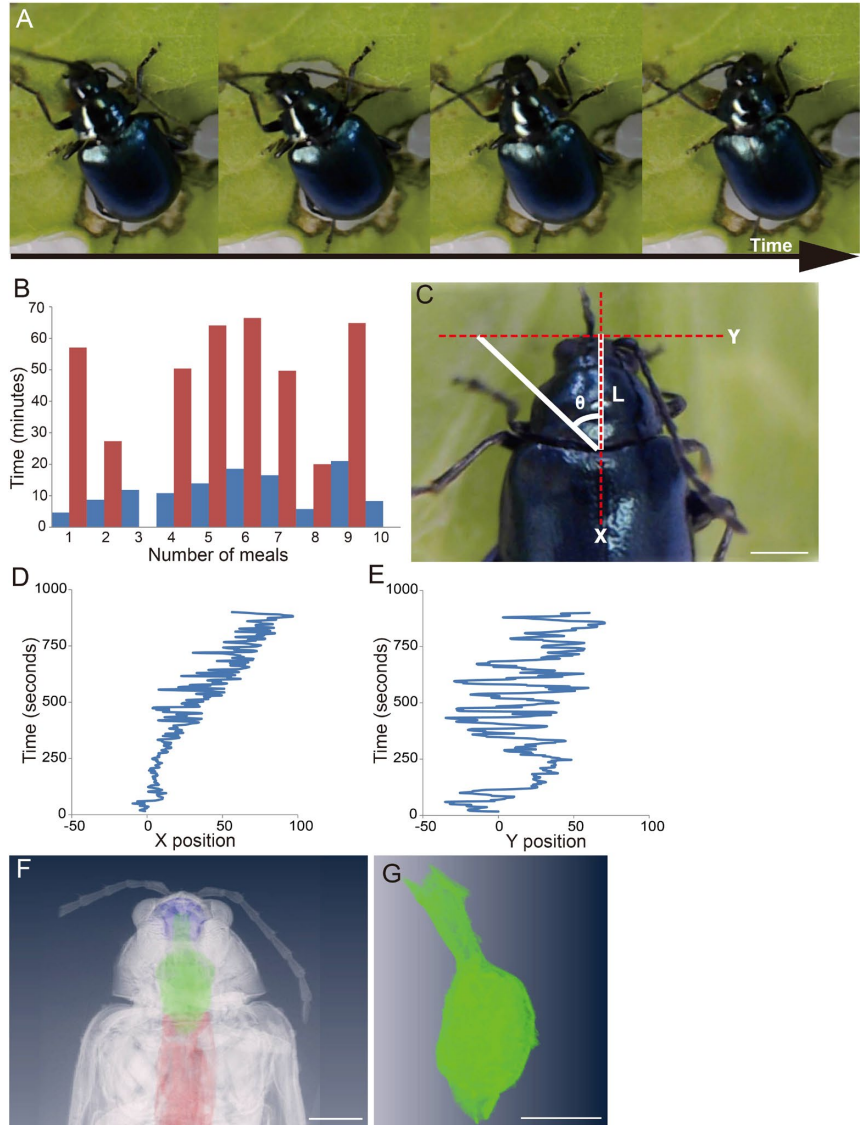 A
Time
B
70
60
50
40
30
20
10
0
Time (minutes)
1 2 3 4 5 6 7 8 9 10
Number of meals
C
Y
θ
L
X
D
1000
750
500
250
0
Time (seconds)
-50 0 50 100
X position
E
1000
750
500
250
0
Time (seconds)
-50 0 50 100
Y position
F
G